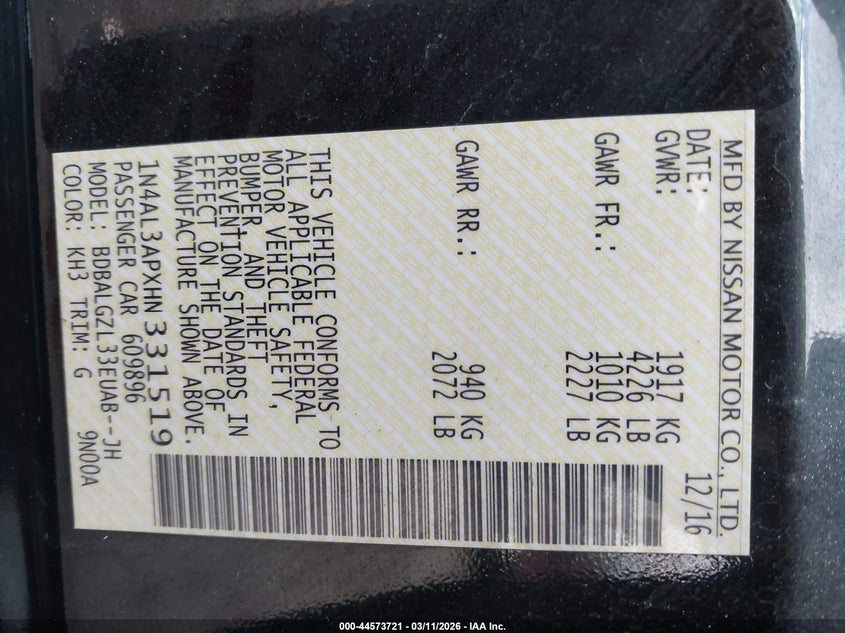 MFD BY NISSAN MOTOR CO., LTD.
DATE: 12/16
GVWR: 1917 KG
4226 LB
GAWR FR.: 1010 KG
2227 LB
GAWR RR.: 940 KG
2072 LB
THIS VEHICLE CONFORMS TO
ALL APPLICABLE FEDERAL
MOTOR VEHICLE SAFETY,
BUMPER, AND THEFT
PREVENTION STANDARDS IN
EFFECT ON THE DATE OF
MANUFACTURE SHOWN ABOVE.
1N4AL3APXHN331519
PASSENGER CAR 609896
MODEL: BDBALGZL33EUAB--JH
COLOR: KH3 TRIM: G 9N00A
000-44573721 - 03/11/2026 - IAA Inc.